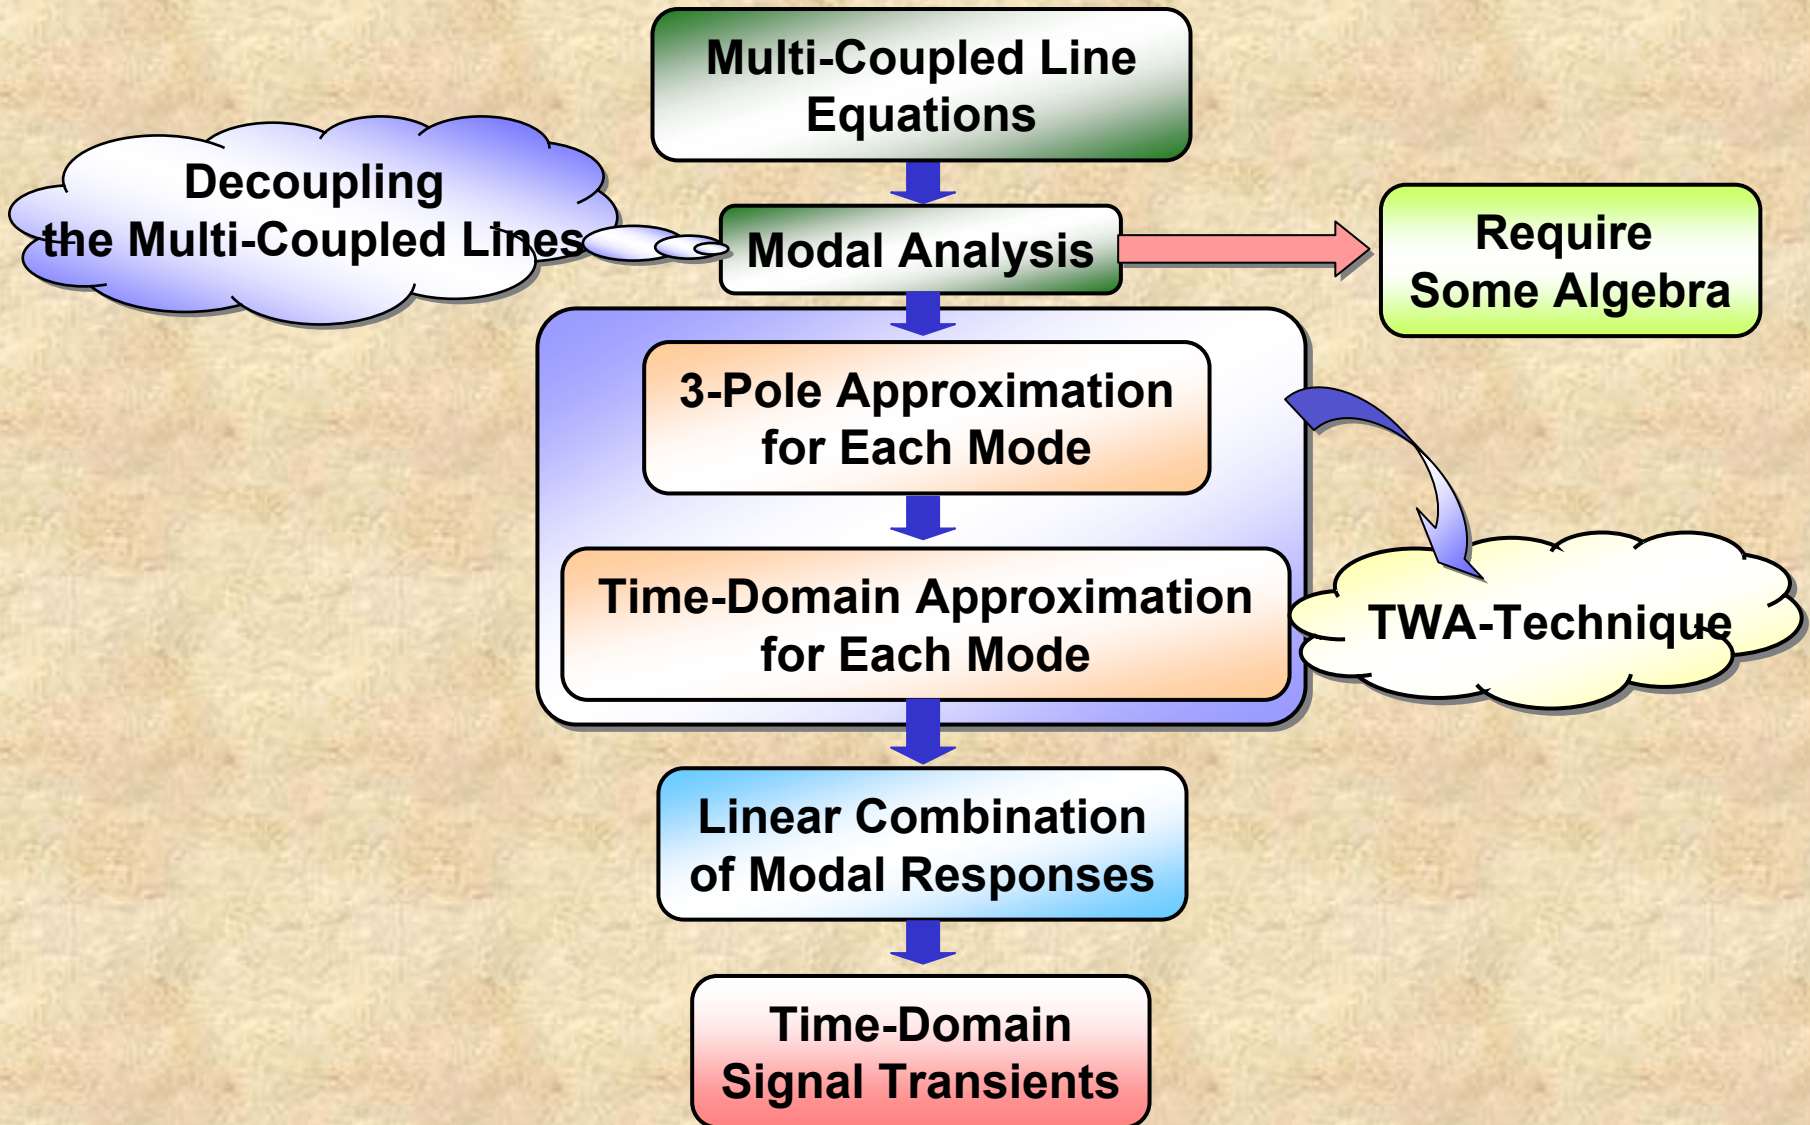 Multi-Coupled Line
Equations
Decoupling
the Multi-Coupled Lines
Modal Analysis
Require
Some Algebra
3-Pole Approximation
for Each Mode
Time-Domain Approximation
for Each Mode
TWA-Technique
Linear Combination
of Modal Responses
Time-Domain
Signal Transients